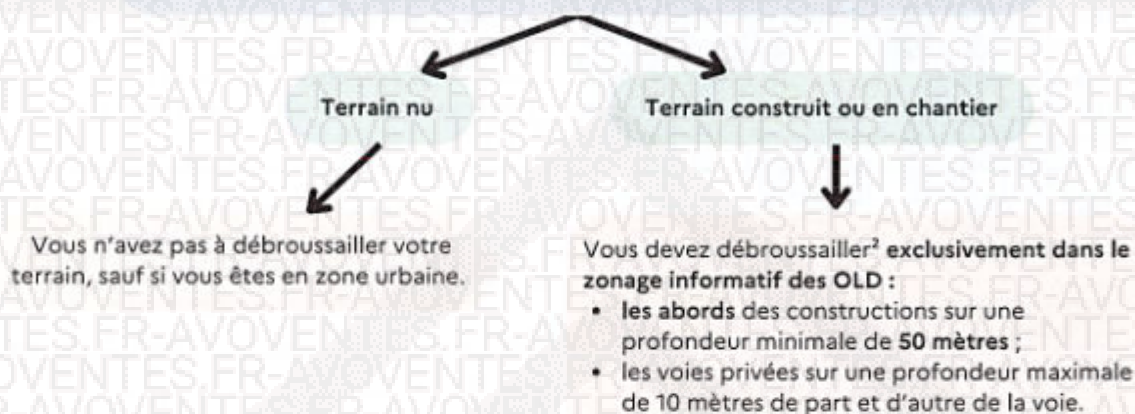 Terrain nu
Terrain construit ou en chantier
Vous n'avez pas à débroussailler votre
terrain, sauf si vous êtes en zone urbaine.
Vous devez débroussailler² exclusivement dans le
zonage informatif des OLD :
• les abords des constructions sur une
profondeur minimale de 50 mètres ;
• les voies privées sur une profondeur maximale
de 10 mètres de part et d'autre de la voie.
AVOVENTES.FR